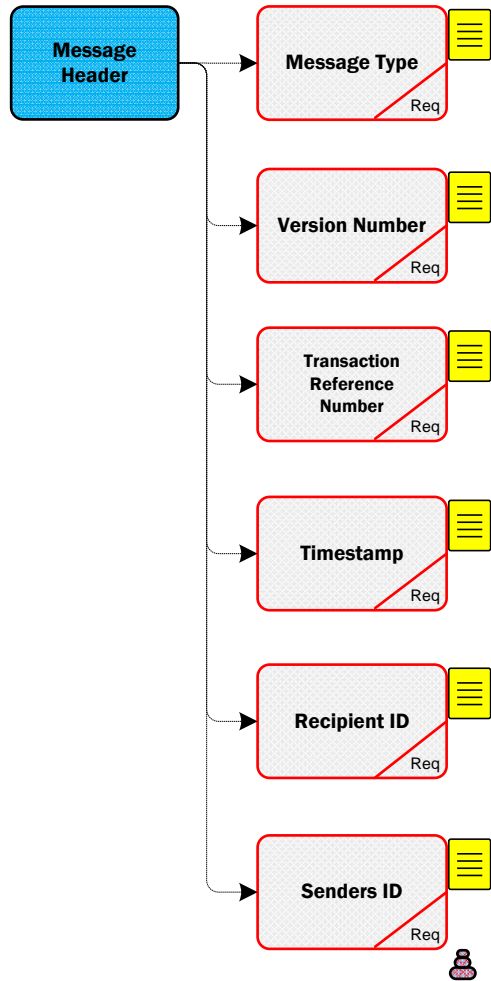 Message
Header
Message Type
Req
Version Number
Req
Transaction
Reference
Number
Req
Timestamp
Req
Recipient ID
Req
Senders ID
Req